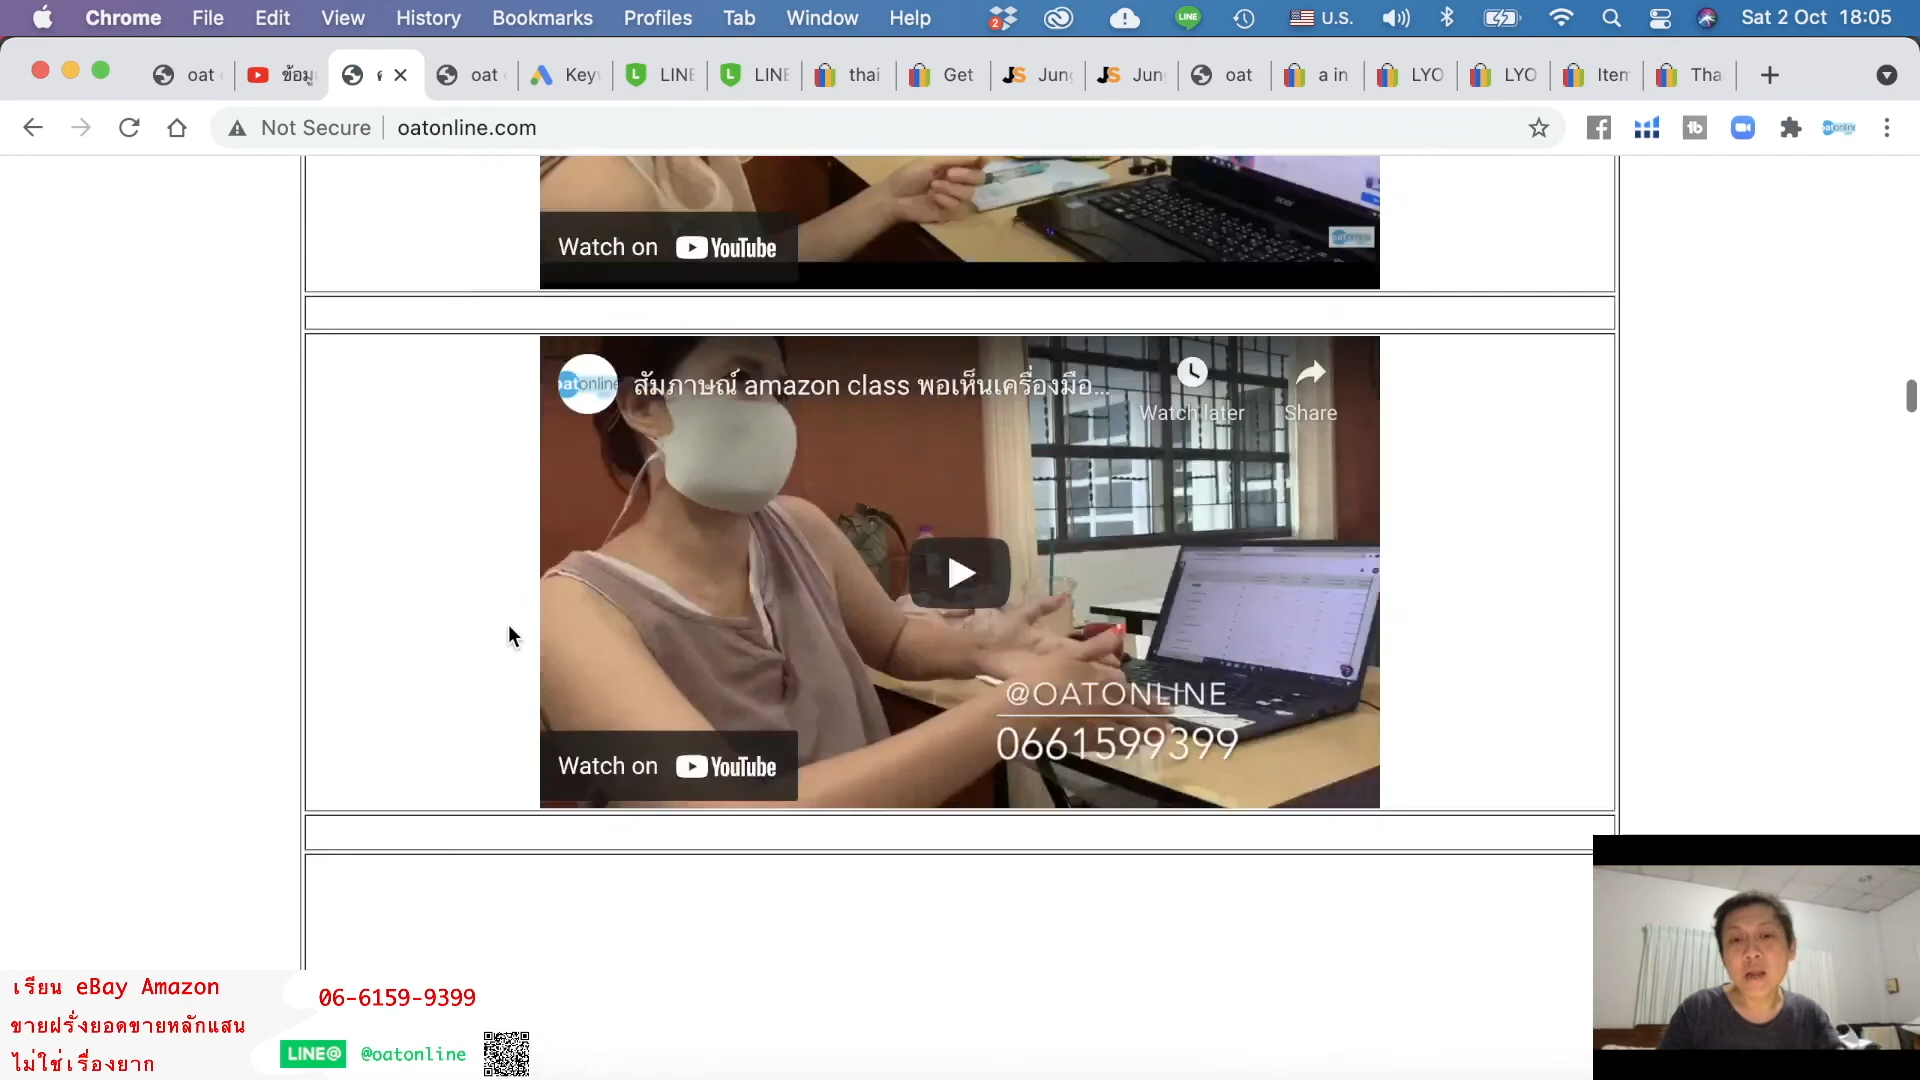 Chrome File Edit View History Bookmarks Profiles Tab Window Help 2 LINE U.S. Sat 2 Oct 18:05
oat ข้อมู oat Key LINE LINE thai Get JS Jun JS Jun oat a in LYO LYO Item Tha
Not Secure oatonline.com
Watch on YouTube
oatonline สัมภาษณ์ amazon class พอเห็นเครื่องมือ...
Watch later Share
@OATONLINE
0661599399
Watch on YouTube
เรียน eBay Amazon
ขายฝรั่งยอดขายหลักแสน
ไม่ใช่เรื่องยาก
06-6159-9399
LINE@ @oatonline